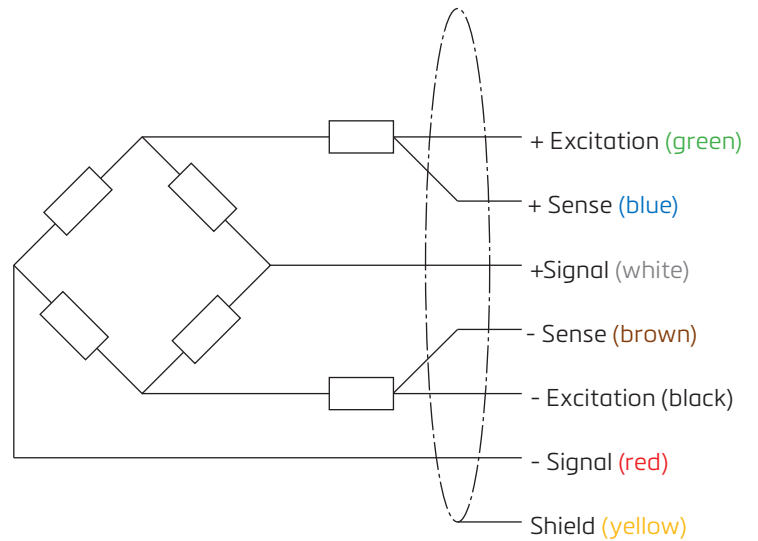 + Excitation (green)
+ Sense (blue)
+Signal (white)
- Sense (brown)
- Excitation (black)
- Signal (red)
Shield (yellow)